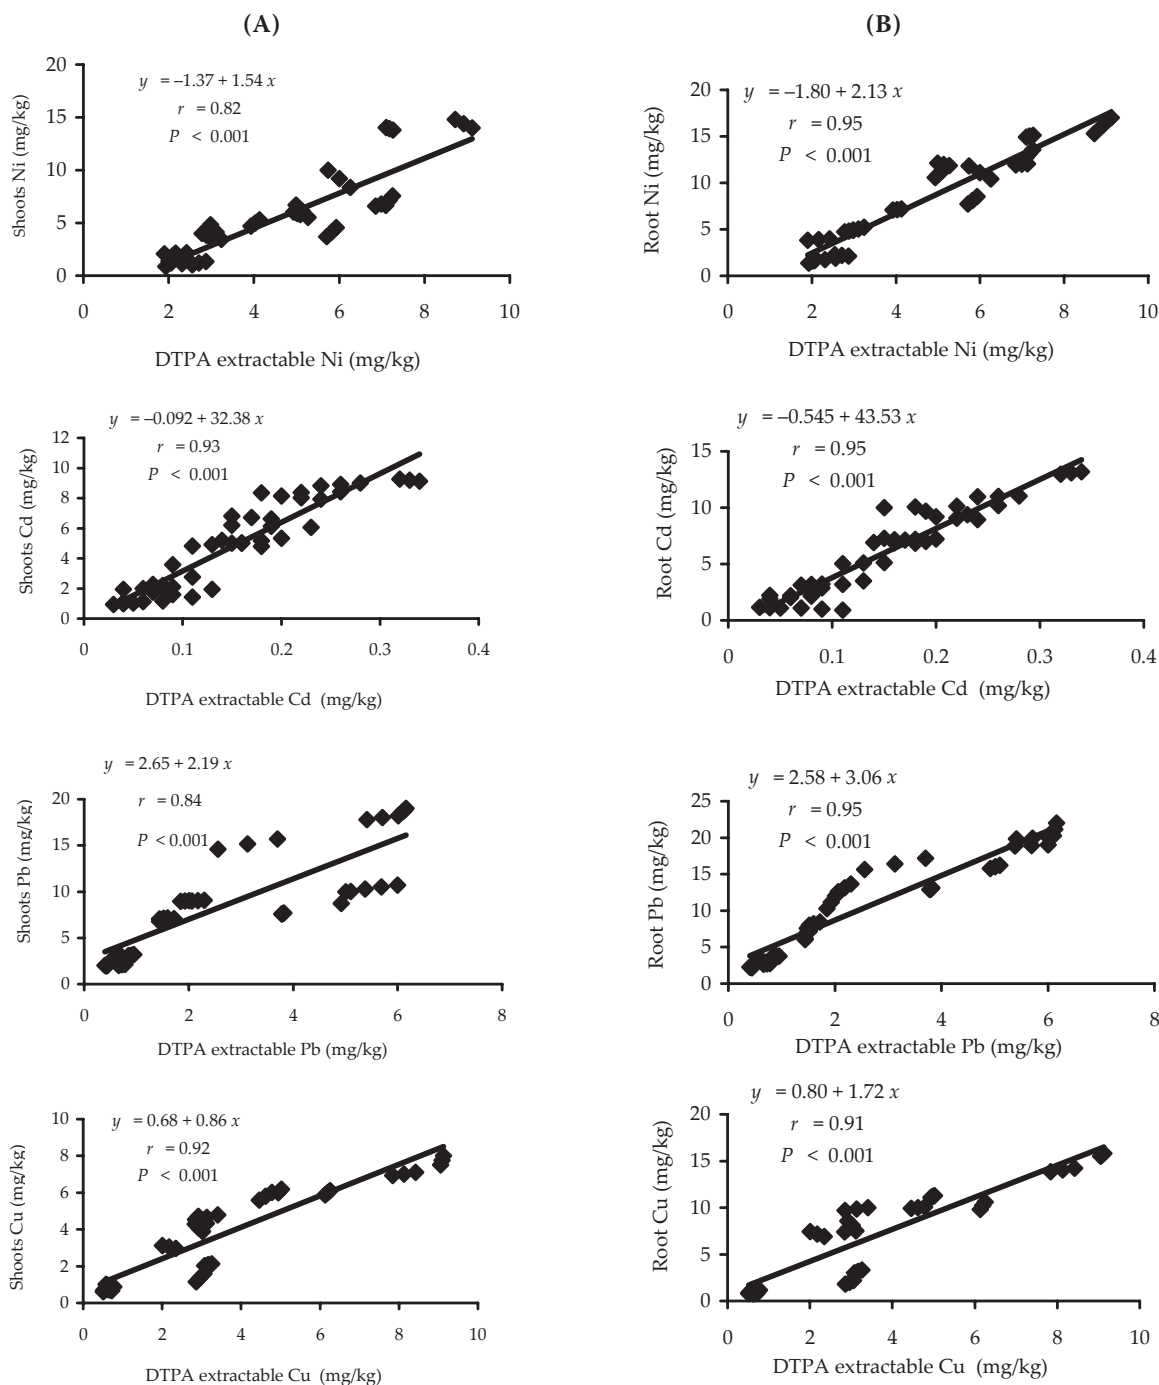 (A)
(B)
y = –1.37 + 1.54 x
r = 0.82
P < 0.001
Shoots Ni (mg/kg)
20
15
10
5
0
0 2 4 6 8 10
DTPA extractable Ni (mg/kg)
y = –1.80 + 2.13 x
r = 0.95
P < 0.001
Root Ni (mg/kg)
20
15
10
5
0
0 2 4 6 8 10
DTPA extractable Ni (mg/kg)
y = –0.092 + 32.38 x
r = 0.93
P < 0.001
Shoots Cd (mg/kg)
12
10
8
6
4
2
0
0 0.1 0.2 0.3 0.4
DTPA extractable Cd (mg/kg)
y = –0.545 + 43.53 x
r = 0.95
P < 0.001
Root Cd (mg/kg)
15
10
5
0
0 0.1 0.2 0.3 0.4
DTPA extractable Cd (mg/kg)
y = 2.65 + 2.19 x
r = 0.84
P < 0.001
Shoots Pb (mg/kg)
20
15
10
5
0
0 2 4 6 8
DTPA extractable Pb (mg/kg)
y = 2.58 + 3.06 x
r = 0.95
P < 0.001
Root Pb (mg/kg)
25
20
15
10
5
0
0 2 4 6 8
DTPA extractable Pb (mg/kg)
y = 0.68 + 0.86 x
r = 0.92
P < 0.001
Shoots Cu (mg/kg)
10
8
6
4
2
0
0 2 4 6 8 10
DTPA extractable Cu (mg/kg)
y = 0.80 + 1.72 x
r = 0.91
P < 0.001
Root Cu (mg/kg)
20
15
10
5
0
0 2 4 6 8 10
DTPA extractable Cu (mg/kg)